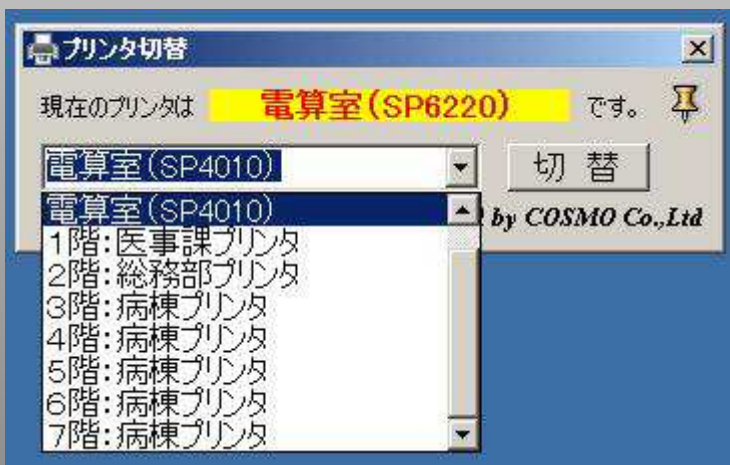 プリンタ切替
現在のプリンタは 電算室(SP6220) です。
電算室(SP4010) 切 替
電算室(SP4010)
by COSMO Co.,Ltd
1階:医事課プリンタ
2階:総務部プリンタ
3階:病棟プリンタ
4階:病棟プリンタ
5階:病棟プリンタ
6階:病棟プリンタ
7階:病棟プリンタ